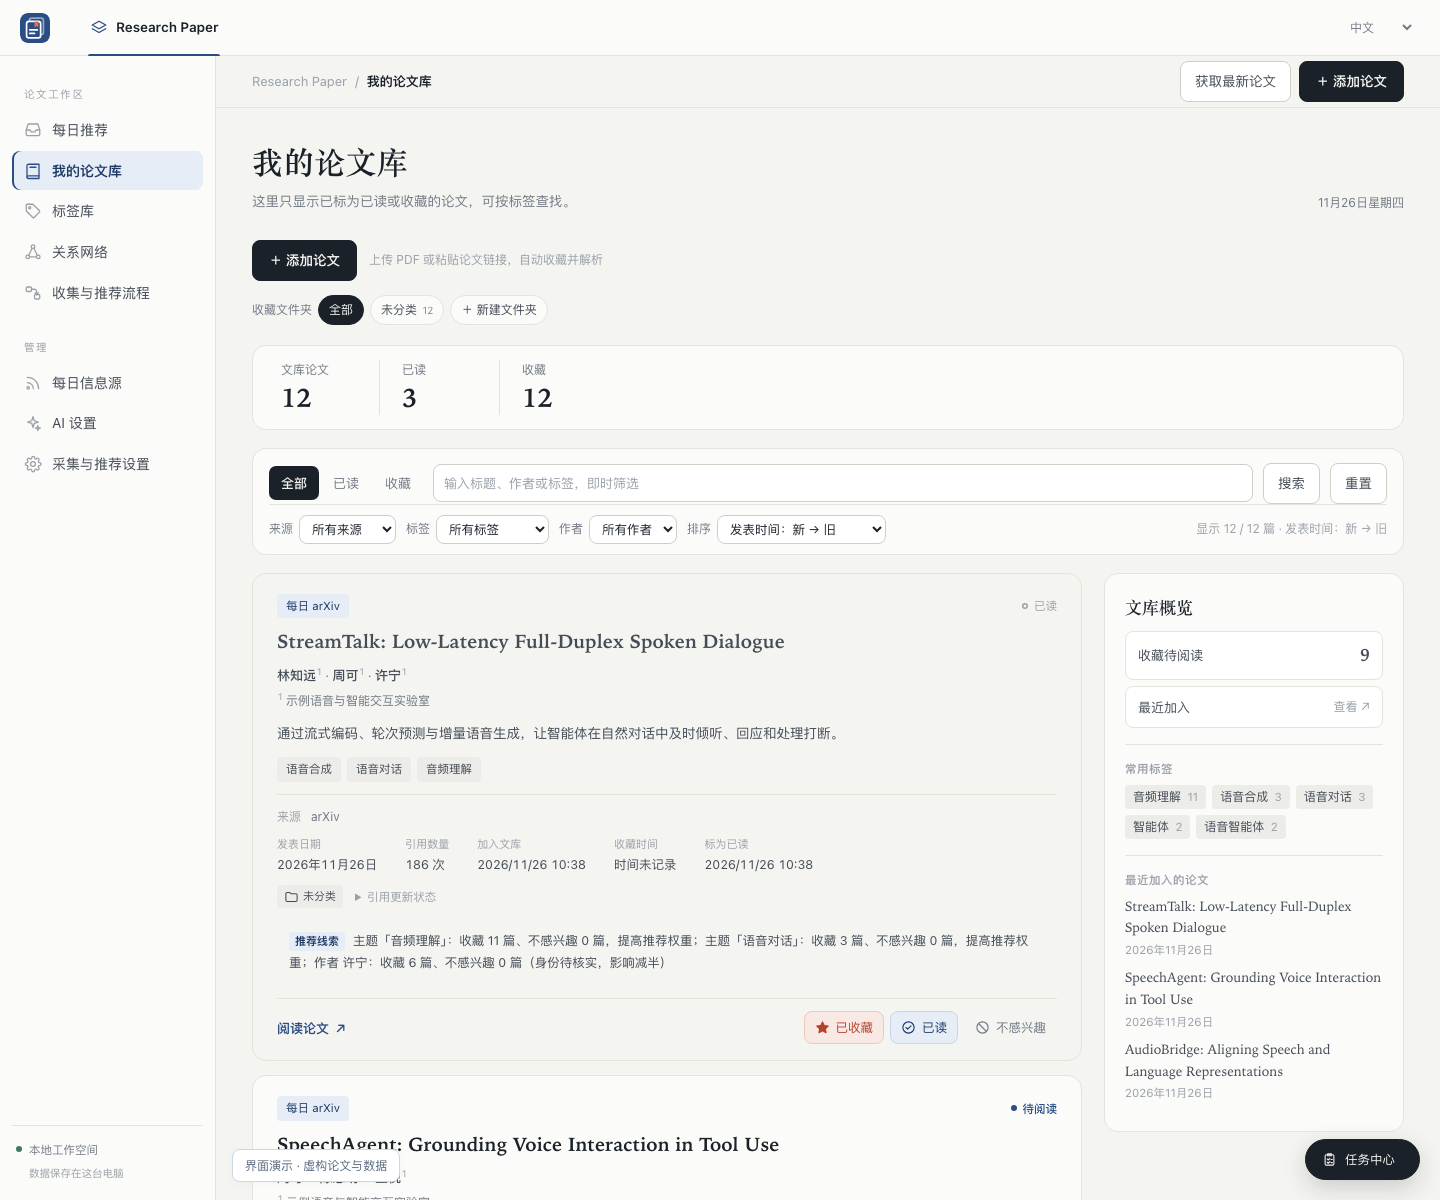 Research Paper
中文
论文工作区
每日推荐
我的论文库
标签库
关系网络
收集与推荐流程
管理
每日信息源
AI 设置
采集与推荐设置
本地工作空间
数据保存在这台电脑
Research Paper / 我的论文库
获取最新论文
+ 添加论文
我的论文库
这里只显示已标为已读或收藏的论文，可按标签查找。
11月26日星期四
+ 添加论文
上传 PDF 或粘贴论文链接，自动收藏并解析
收藏文件夹 全部 未分类 12 + 新建文件夹
文库论文 已读 收藏
12 3 12
全部 已读 收藏 输入标题、作者或标签，即时筛选 搜索 重置
来源 所有来源 标签 所有标签 作者 所有作者 排序 发表时间：新 → 旧 显示 12 / 12 篇 · 发表时间：新 → 旧
每日 arXiv 已读
StreamTalk: Low-Latency Full-Duplex Spoken Dialogue
林知远1 · 周可1 · 许宁1
1 示例语音与智能交互实验室
通过流式编码、轮次预测与增量语音生成，让智能体在自然对话中及时倾听、回应和处理打断。
语音合成 语音对话 音频理解
来源 arXiv
发表日期 引用数量 加入文库 收藏时间 标为已读
2026年11月26日 186 次 2026/11/26 10:38 时间未记录 2026/11/26 10:38
未分类 ▶ 引用更新状态
推荐线索 主题「音频理解」：收藏 11 篇、不感兴趣 0 篇，提高推荐权重；主题「语音对话」：收藏 3 篇、不感兴趣 0 篇，提高推荐权
重；作者 许宁：收藏 6 篇、不感兴趣 0 篇（身份待核实，影响减半）
阅读论文 ↗ 已收藏 已读 不感兴趣
每日 arXiv 待阅读
SpeechAgent: Grounding Voice Interaction in Tool Use
界面演示 · 虚构论文与数据
文库概览
收藏待阅读 9
最近加入 查看 ↗
常用标签
音频理解 11 语音合成 3 语音对话 3
智能体 2 语音智能体 2
最近加入的论文
StreamTalk: Low-Latency Full-Duplex
Spoken Dialogue
2026年11月26日
SpeechAgent: Grounding Voice Interaction
in Tool Use
2026年11月26日
AudioBridge: Aligning Speech and
Language Representations
2026年11月26日
任务中心